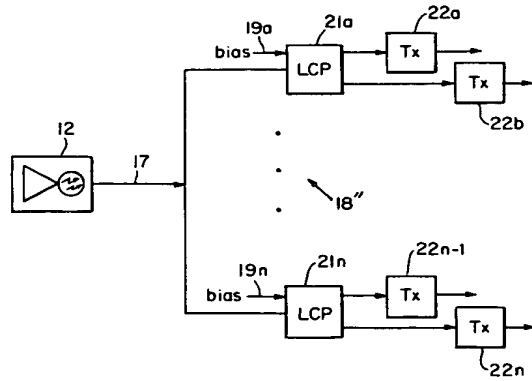 22a
19a
21a
bias
LCP
Tx
Tx
22b
12
17
18"
22n-1
19n
21n
bias
LCP
Tx
Tx
22n